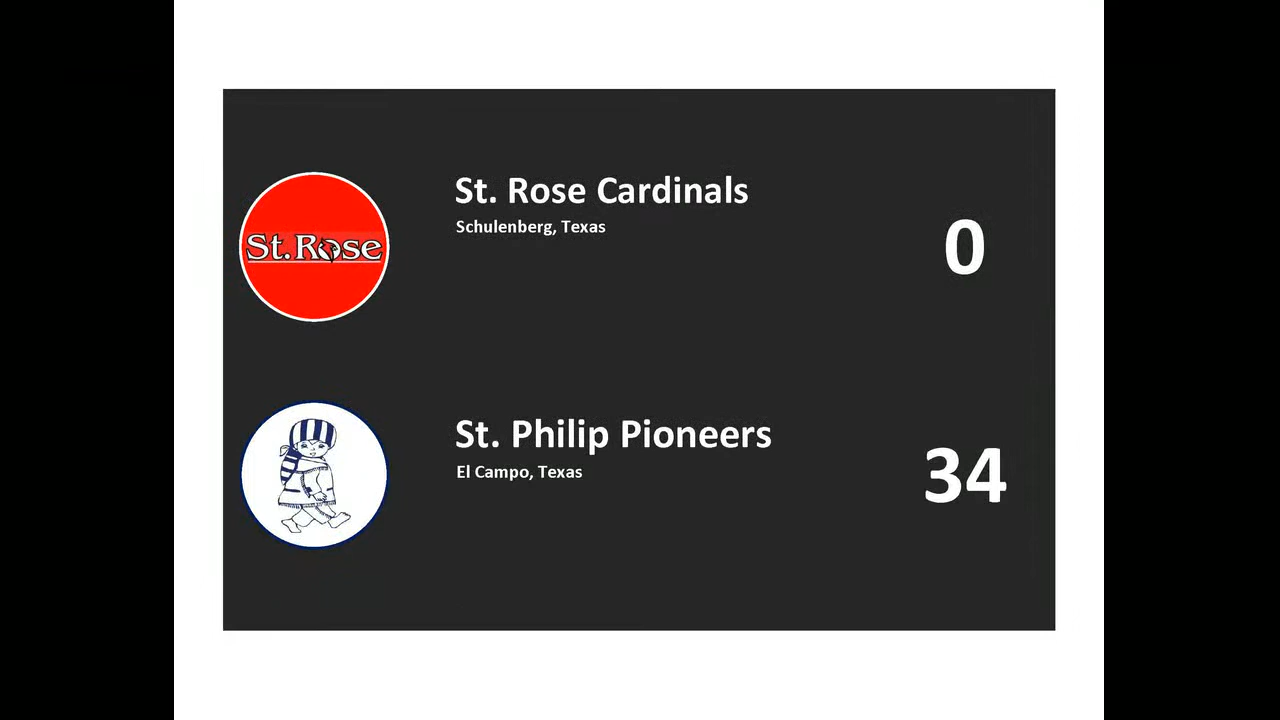 St. Rose
St. Rose Cardinals
Schulenberg, Texas
0
St. Philip Pioneers
El Campo, Texas
34